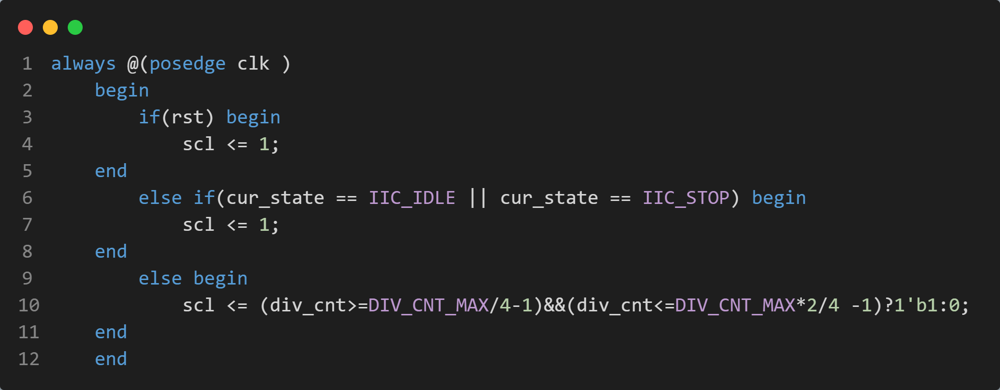 1 always @(posedge clk )
2     begin
3         if(rst) begin
4             scl <= 1;
5     end
6         else if(cur_state == IIC_IDLE || cur_state == IIC_STOP) begin
7             scl <= 1;
8     end
9         else begin
10             scl <= (div_cnt>=DIV_CNT_MAX/4-1)&&(div_cnt<=DIV_CNT_MAX*2/4 -1)?1'b1:0;
11     end
12     end